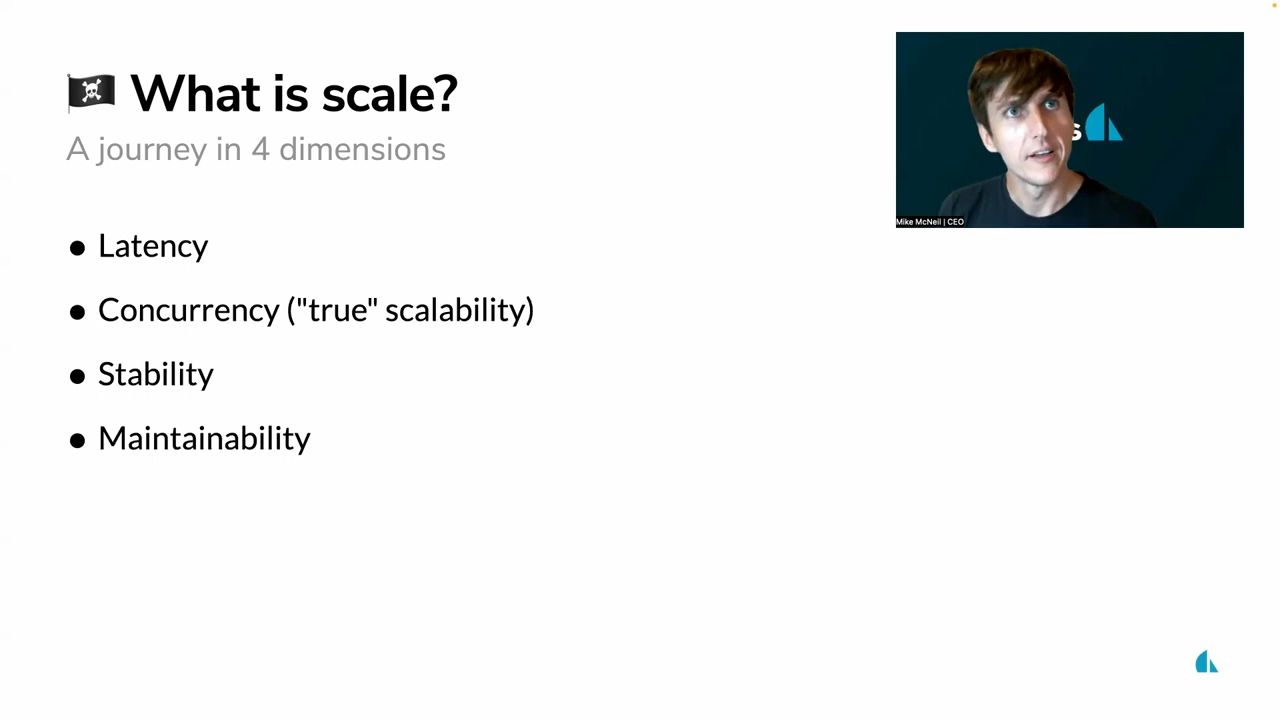 🏴‍☠️ What is scale?
A journey in 4 dimensions
● Latency
● Concurrency ("true" scalability)
● Stability
● Maintainability
s
Mike McNeil | CEO